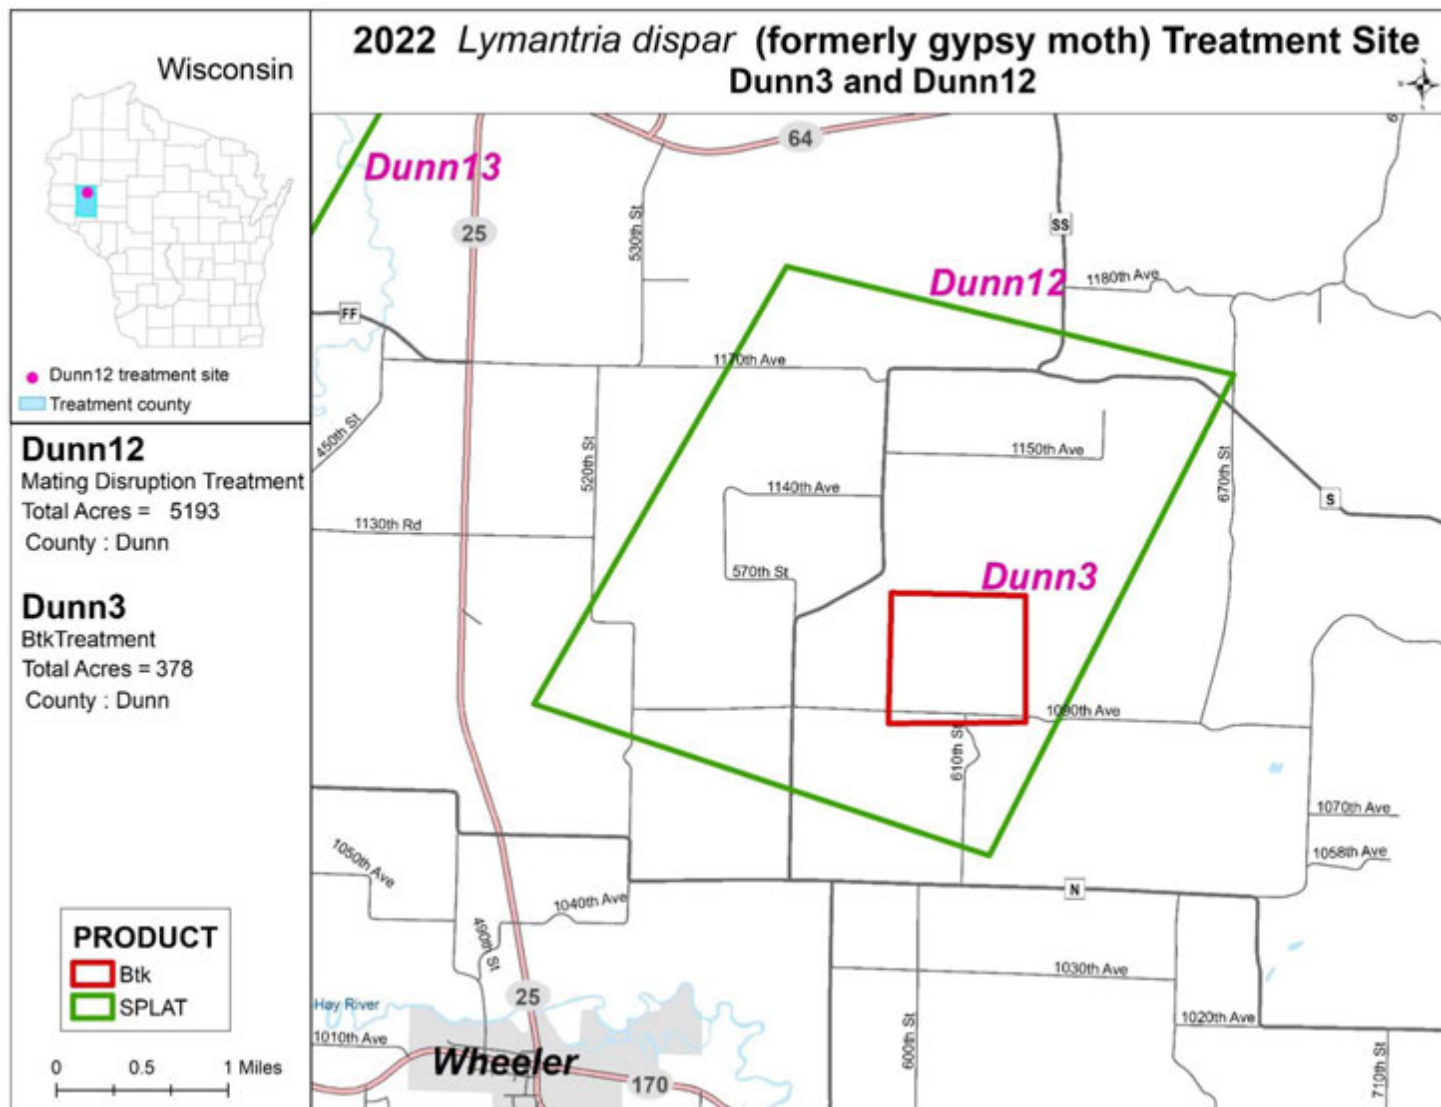 2022 Lymantria dispar (formerly gypsy moth) Treatment Site
Dunn3 and Dunn12
Wisconsin
Dunn12 treatment site
Treatment county
Dunn12
Mating Disruption Treatment
Total Acres = 5193
County : Dunn
Dunn3
BtkTreatment
Total Acres = 378
County : Dunn
PRODUCT
Btk
SPLAT
0 0.5 1 Miles
64
Dunn13
25
530th St
SS
Dunn12
1180th Ave
FF
1170th Ave
450th St
520th St
1150th Ave
670th St
1140th Ave
S
1130th Rd
570th St
Dunn3
1090th Ave
610th St
1070th Ave
1058th Ave
1050th Ave
N
1040th Ave
490th St
1030th Ave
25
Hay River
1020th Ave
1010th Ave
600th St
Wheeler
170
710th St